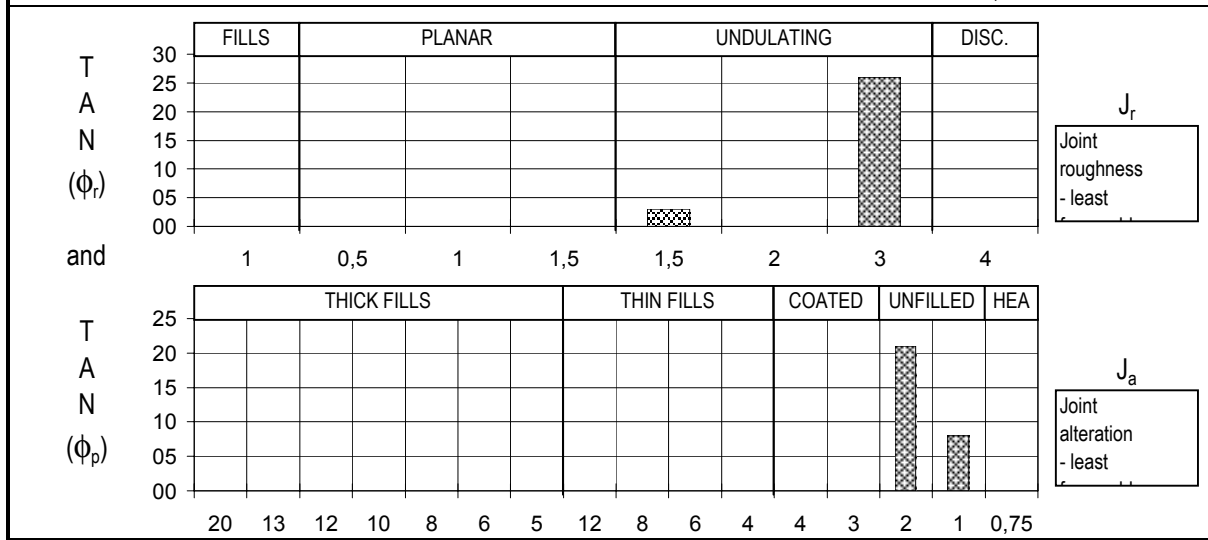 FILLS PLANAR UNDULATING DISC.
30
25
20
15
10
05
00
T
A
N
(ϕr)
Jr
Joint
roughness
- least
and 1 0,5 1 1,5 1,5 2 3 4
THICK FILLS THIN FILLS COATED UNFILLED HEA
25
20
15
10
05
00
T
A
N
(ϕp)
Ja
Joint
alteration
- least
20 13 12 10 8 6 5 12 8 6 4 4 3 2 1 0,75